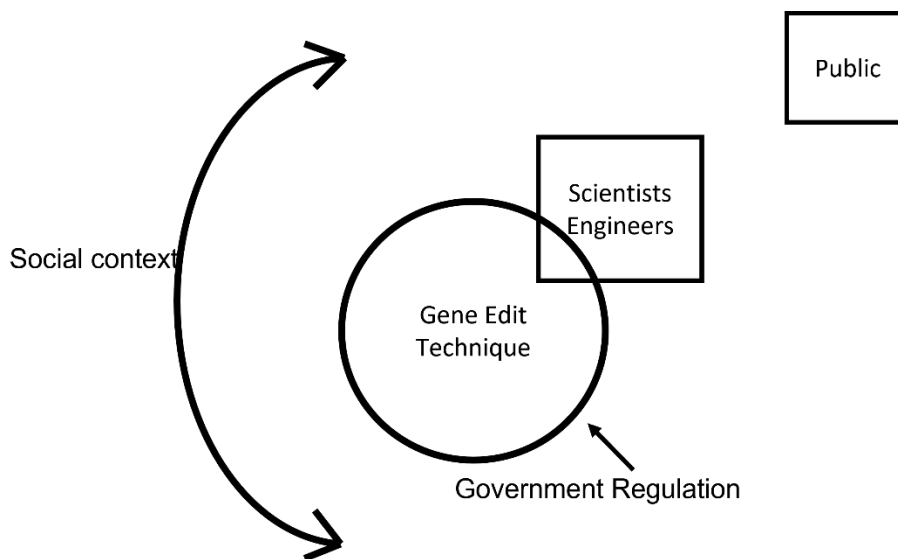 Public
Scientists
Engineers
Social context
Gene Edit
Technique
Government Regulation